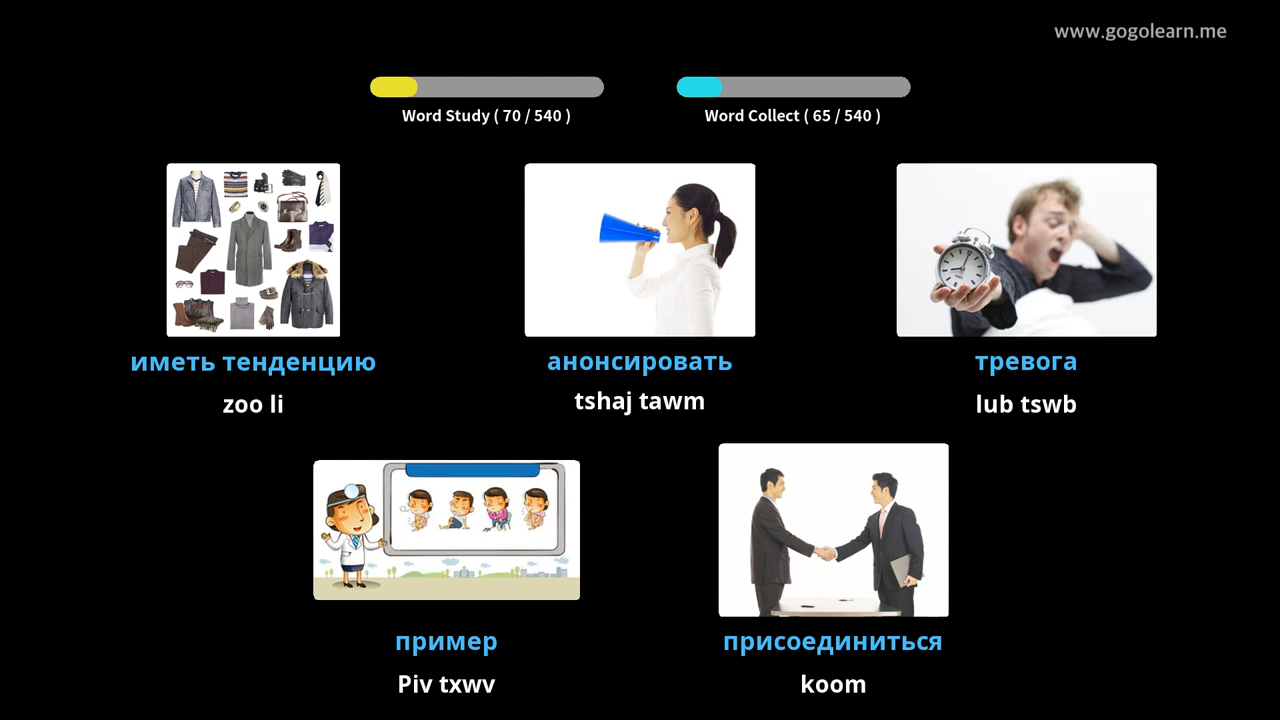 www.gogolearn.me
Word Study ( 70 / 540 )
Word Collect ( 65 / 540 )
иметь тенденцию
zoo li
анонсировать
tshaj tawm
тревога
lub tswb
пример
Piv txwv
присоединиться
koom